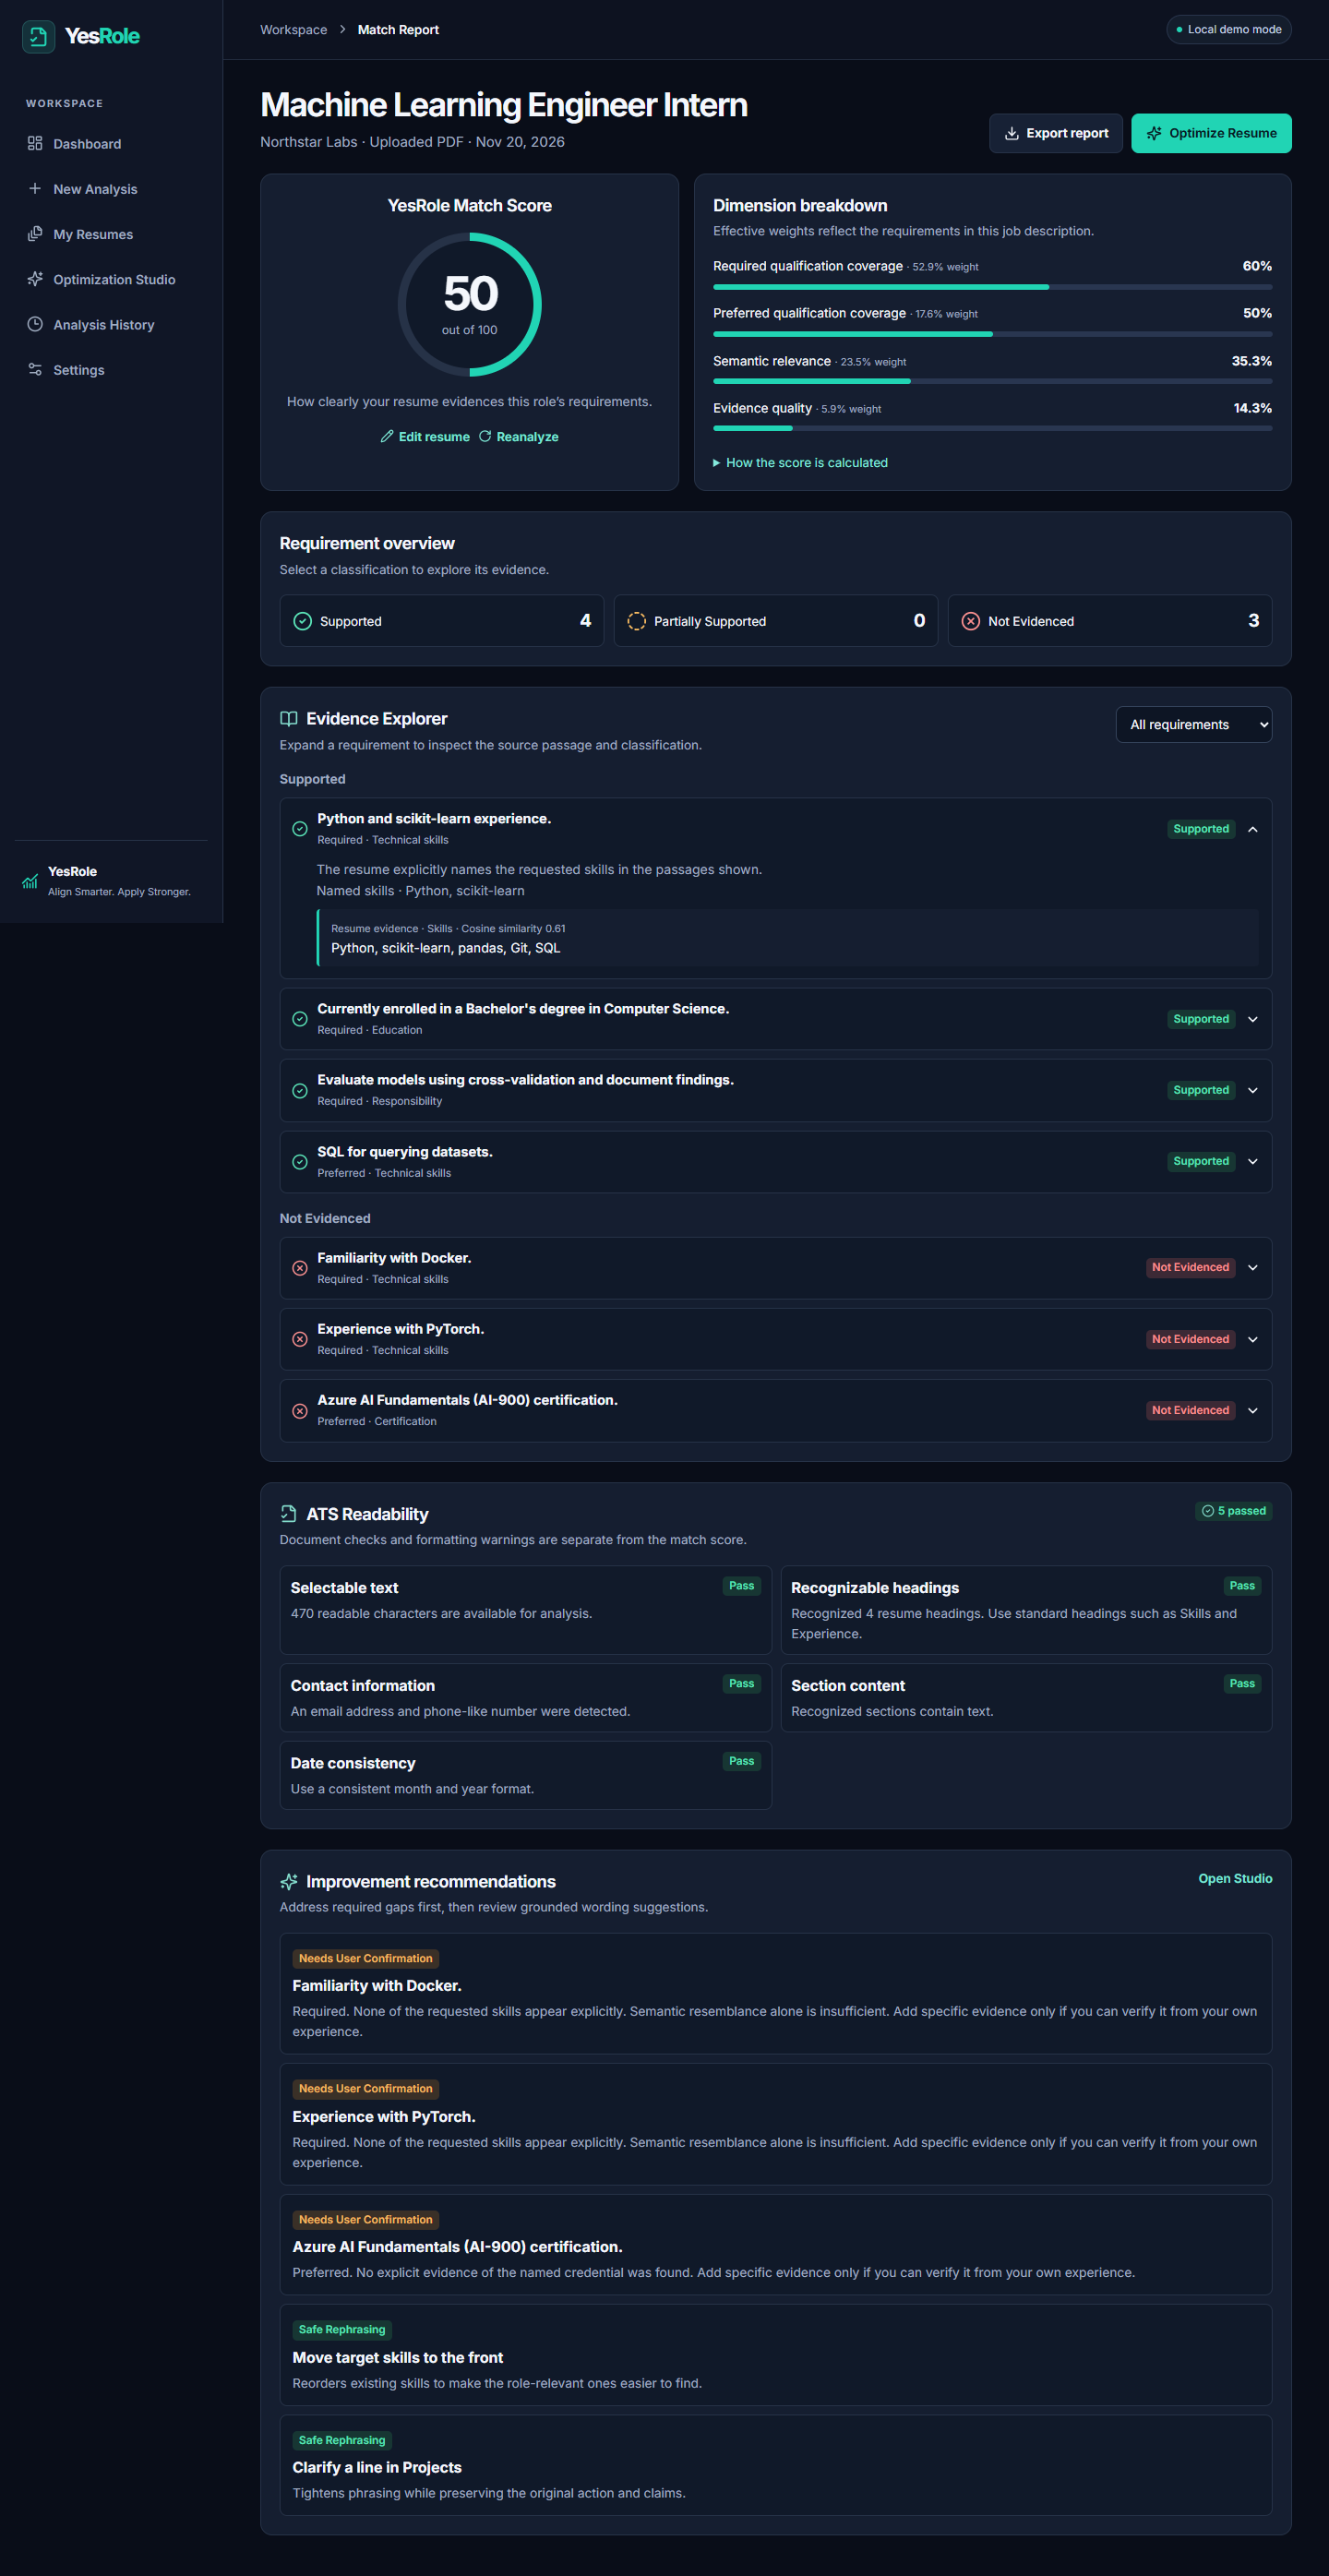 YesRole
WORKSPACE
Dashboard
New Analysis
My Resumes
Optimization Studio
Analysis History
Settings
YesRole
Align Smarter. Apply Stronger.
Workspace > Match Report
Local demo mode
Machine Learning Engineer Intern
Northstar Labs · Uploaded PDF · Nov 20, 2026
Export report
Optimize Resume
YesRole Match Score
50
out of 100
How clearly your resume evidences this role’s requirements.
Edit resume
Reanalyze
Dimension breakdown
Effective weights reflect the requirements in this job description.
Required qualification coverage · 52.9% weight 60%
Preferred qualification coverage · 17.6% weight 50%
Semantic relevance · 23.5% weight 35.3%
Evidence quality · 5.9% weight 14.3%
How the score is calculated
Requirement overview
Select a classification to explore its evidence.
Supported 4
Partially Supported 0
Not Evidenced 3
Evidence Explorer
All requirements
Expand a requirement to inspect the source passage and classification.
Supported
Python and scikit-learn experience.
Required · Technical skills
Supported
The resume explicitly names the requested skills in the passages shown.
Named skills · Python, scikit-learn
Resume evidence · Skills · Cosine similarity 0.61
Python, scikit-learn, pandas, Git, SQL
Currently enrolled in a Bachelor's degree in Computer Science.
Required · Education
Supported
Evaluate models using cross-validation and document findings.
Required · Responsibility
Supported
SQL for querying datasets.
Preferred · Technical skills
Supported
Not Evidenced
Familiarity with Docker.
Required · Technical skills
Not Evidenced
Experience with PyTorch.
Required · Technical skills
Not Evidenced
Azure AI Fundamentals (AI-900) certification.
Preferred · Certification
Not Evidenced
ATS Readability
5 passed
Document checks and formatting warnings are separate from the match score.
Selectable text
Pass
470 readable characters are available for analysis.
Recognizable headings
Pass
Recognized 4 resume headings. Use standard headings such as Skills and
Experience.
Contact information
Pass
An email address and phone-like number were detected.
Section content
Pass
Recognized sections contain text.
Date consistency
Pass
Use a consistent month and year format.
Improvement recommendations
Open Studio
Address required gaps first, then review grounded wording suggestions.
Needs User Confirmation
Familiarity with Docker.
Required. None of the requested skills appear explicitly. Semantic resemblance alone is insufficient. Add specific evidence only if you can verify it from your own
experience.
Needs User Confirmation
Experience with PyTorch.
Required. None of the requested skills appear explicitly. Semantic resemblance alone is insufficient. Add specific evidence only if you can verify it from your own
experience.
Needs User Confirmation
Azure AI Fundamentals (AI-900) certification.
Preferred. No explicit evidence of the named credential was found. Add specific evidence only if you can verify it from your own experience.
Safe Rephrasing
Move target skills to the front
Reorders existing skills to make the role-relevant ones easier to find.
Safe Rephrasing
Clarify a line in Projects
Tightens phrasing while preserving the original action and claims.